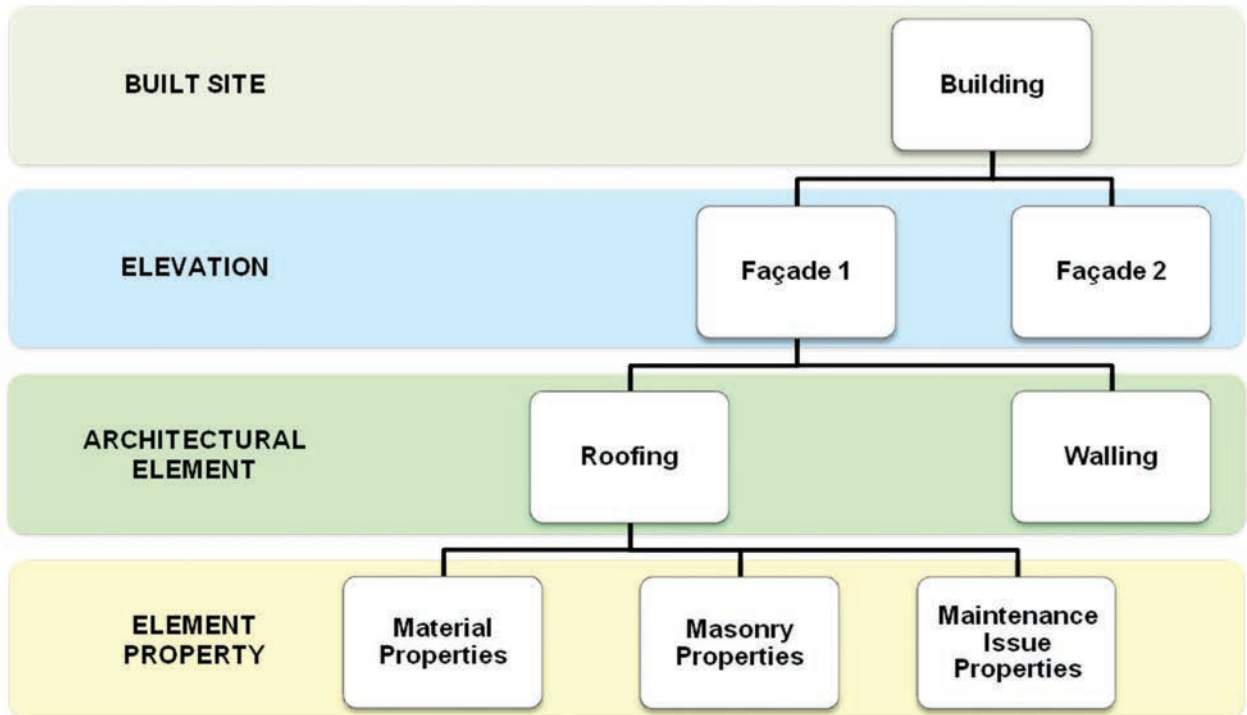 BUILT SITE
Building
ELEVATION
Façade 1
Façade 2
ARCHITECTURAL
ELEMENT
Roofing
Walling
ELEMENT
PROPERTY
Material
Properties
Masonry
Properties
Maintenance
Issue
Properties